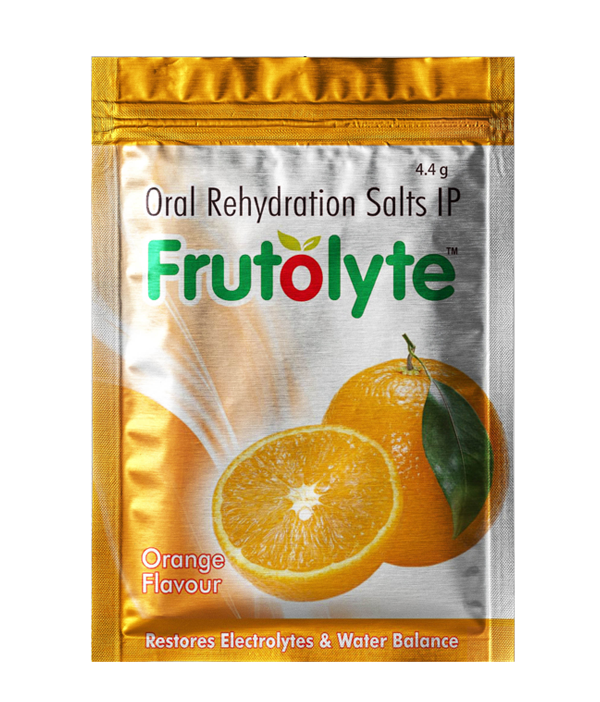 4.4 g
Oral Rehydration Salts IP
Frutolyte™
Orange
Flavour
Restores Electrolytes & Water Balance